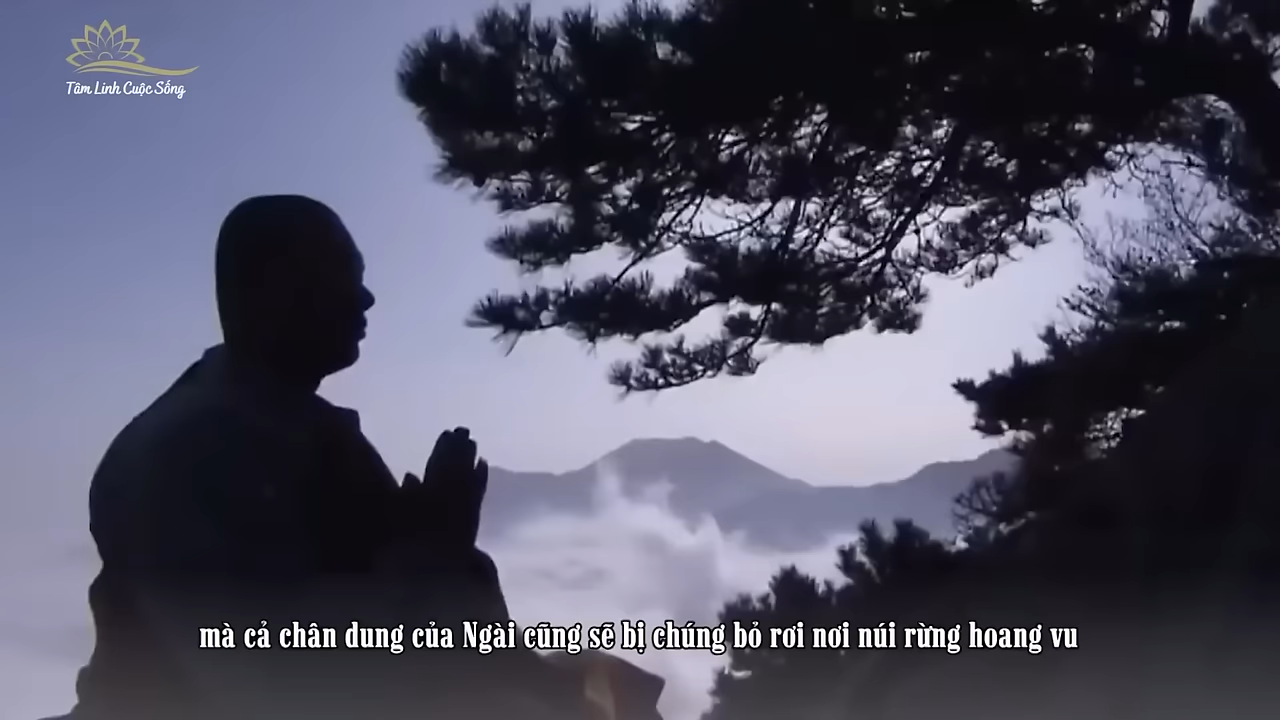 Tâm Linh Cuộc Sống
mà cả chân dung của Ngài cũng sẽ bị chúng bỏ rơi nơi núi rừng hoang vu